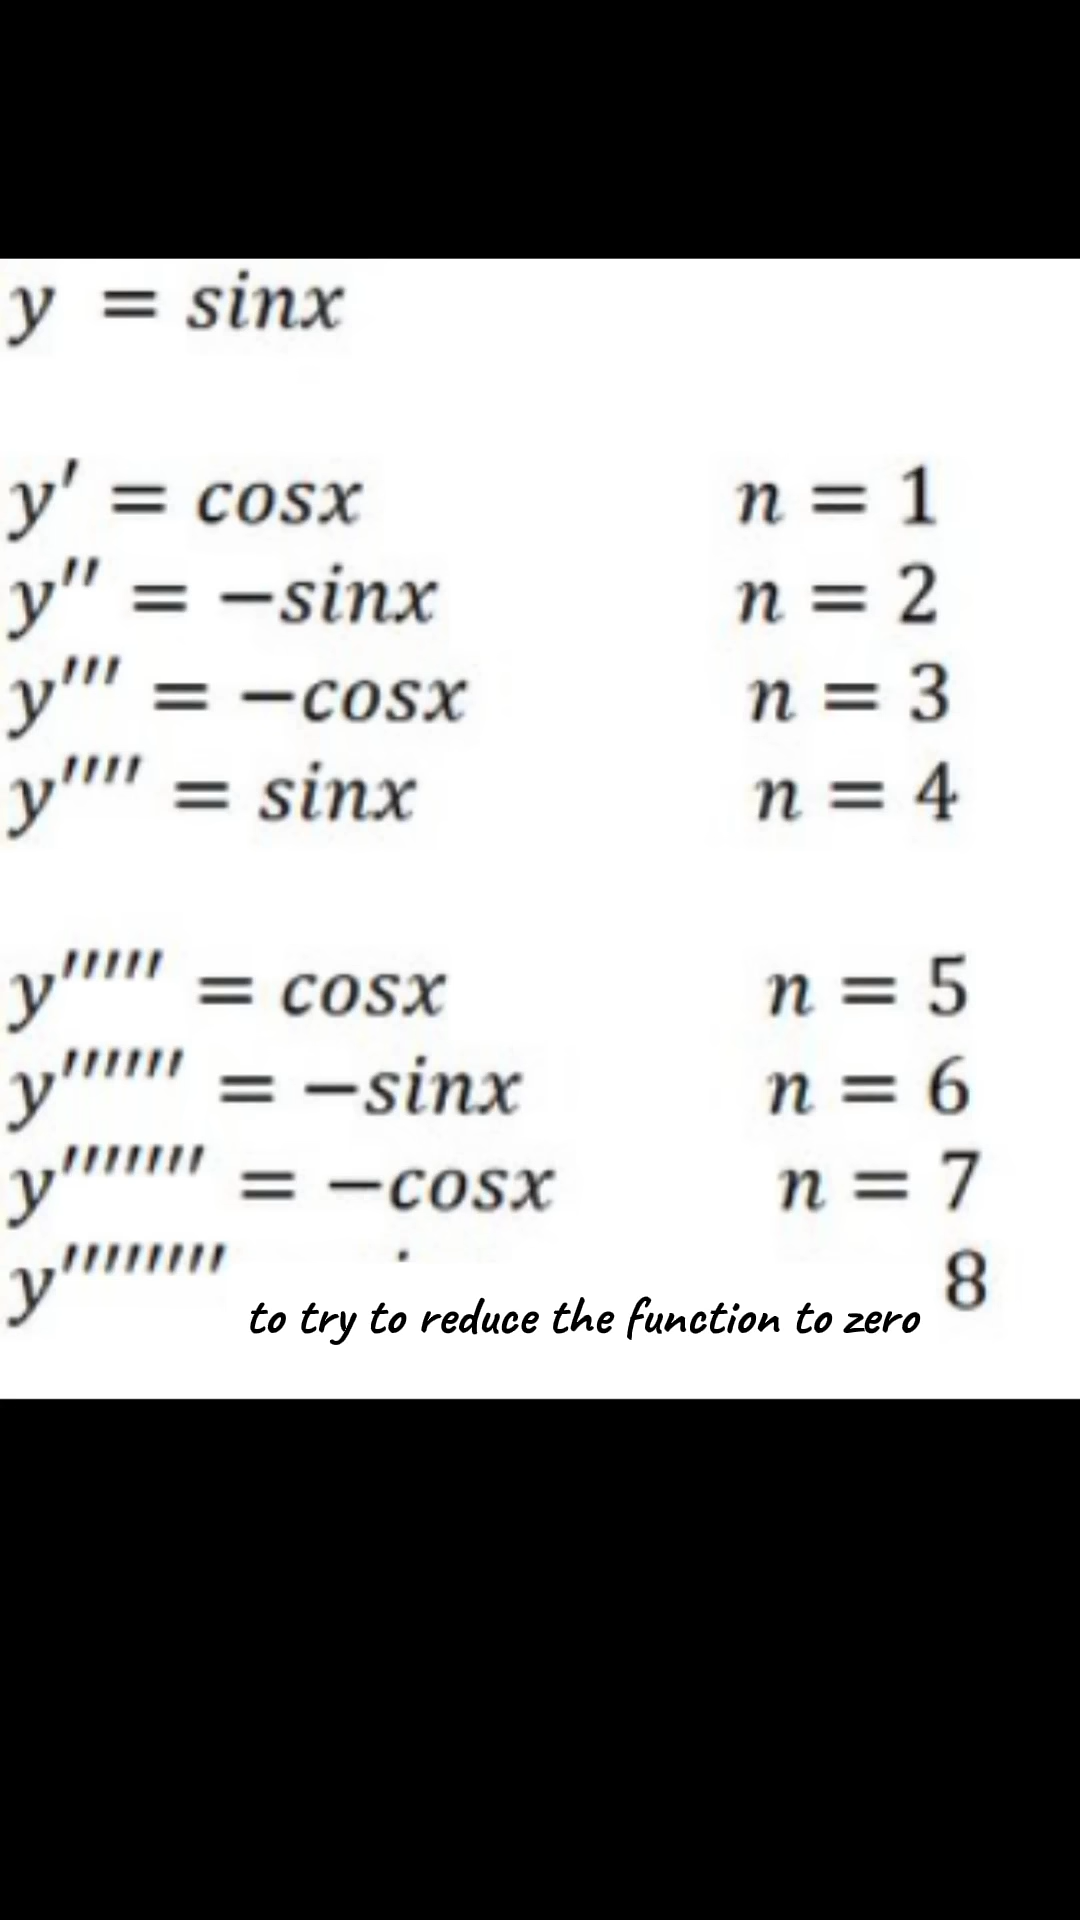 y = sinx
y' = cosx n = 1
y'' = −sinx n = 2
y''' = −cosx n = 3
y'''' = sinx n = 4
y''''' = cosx n = 5
y'''''' = −sinx n = 6
y''''''' = −cosx n = 7
y'''''''' 8
to try to reduce the function to zero